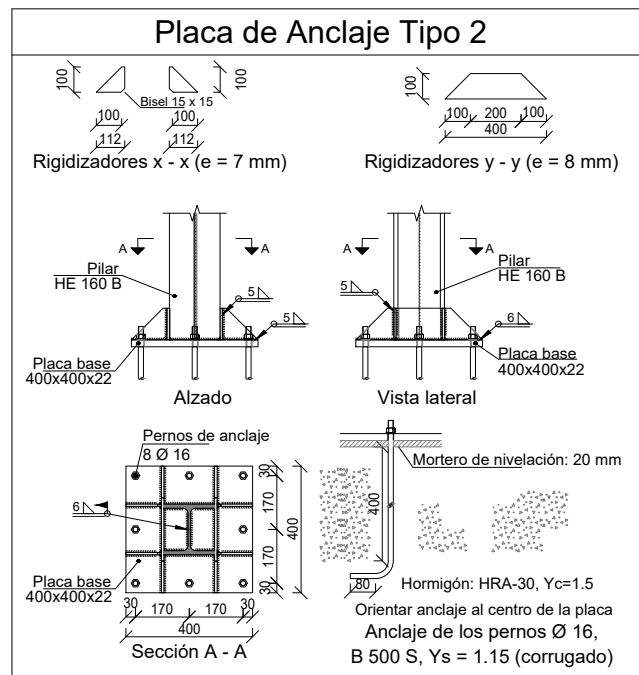 Placa de Anclaje Tipo 2
100
100
Bisel 15 x 15
100
100
112
112
Rigidizadores x - x (e = 7 mm)
100
100
200
100
400
Rigidizadores y - y (e = 8 mm)
A
A
Pilar
HE 160 B
5
5
Placa base
400x400x22
Alzado
A
A
Pilar
HE 160 B
5
6
Placa base
400x400x22
Vista lateral
Pernos de anclaje
8 Ø 16
6
Placa base
400x400x22
30
170
170
30
400
30
170
170
30
400
Sección A - A
Mortero de nivelación: 20 mm
400
80
Hormigón: HRA-30, Yc=1.5
Orientar anclaje al centro de la placa
Anclaje de los pernos Ø 16,
B 500 S, Ys = 1.15 (corrugado)